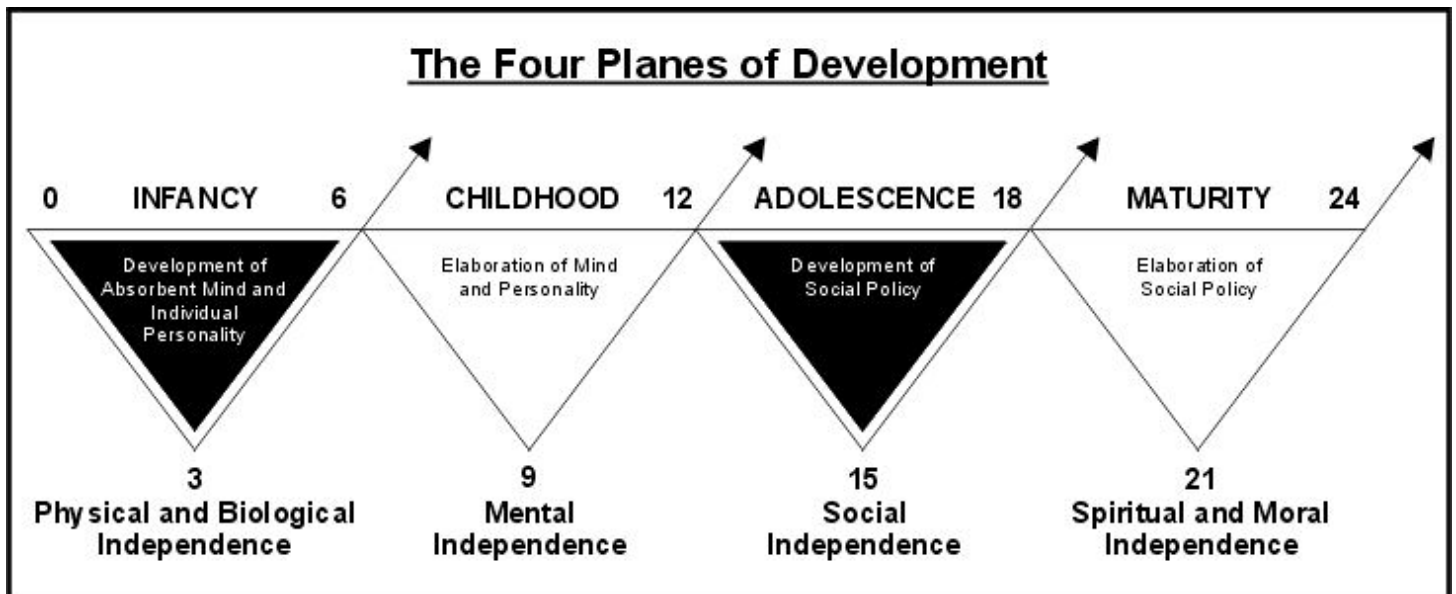 The Four Planes of Development
0 INFANCY 6 CHILDHOOD 12 ADOLESCENCE 18 MATURITY 24
Development of
Absorbent Mind and
Individual
Personality
Elaboration of Mind
and Personality
Development of
Social Policy
Elaboration of
Social Policy
3
Physical and Biological
Independence
9
Mental
Independence
15
Social
Independence
21
Spiritual and Moral
Independence